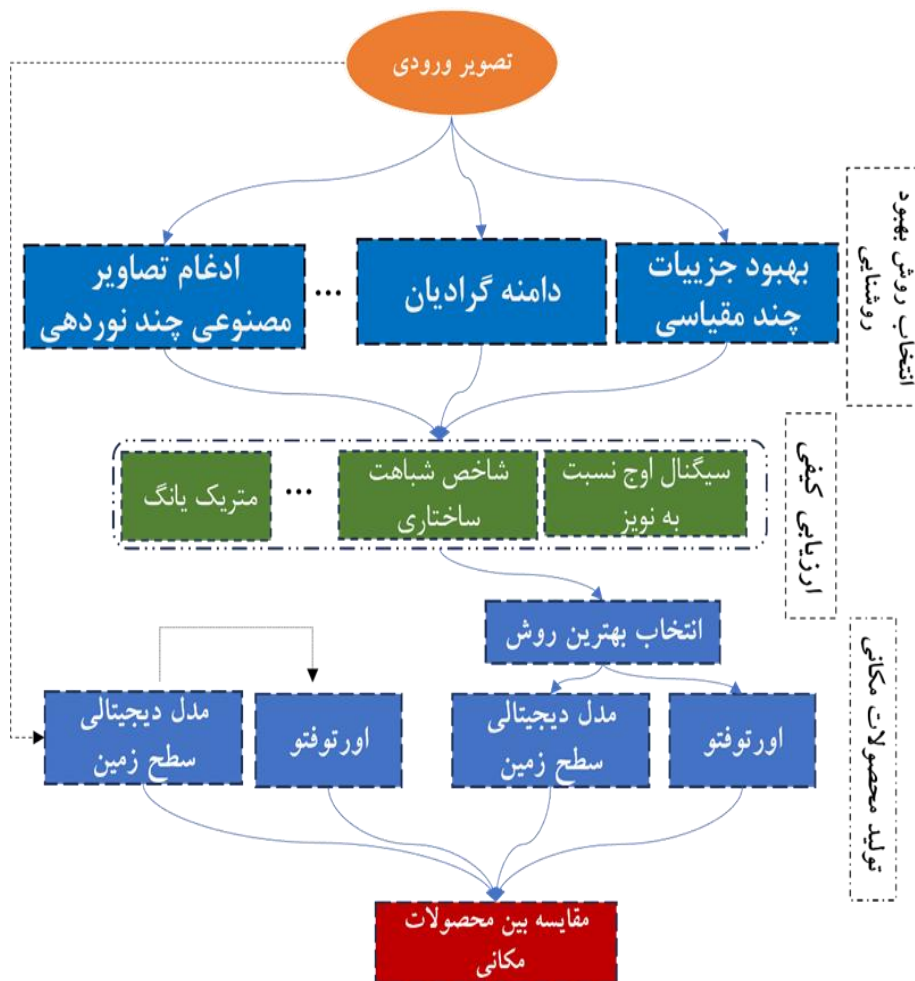 تصویر ورودی
انتخاب روش بهبود
روشنایی
بهبود جزییات
چند مقیاسی
دامنه گرادیان
...
ادغام تصاویر
مصنوعی چند نوردهی
ارزیابی کیفی
سیگنال اوج نسبت
به نویز
شاخص شباهت
ساختاری
...
متریک یانگ
انتخاب بهترین روش
تولید محصولات مکانی
اورتوفتو
مدل دیجیتالی
سطح زمین
اورتوفتو
مدل دیجیتالی
سطح زمین
مقایسه بین محصولات
مکانی